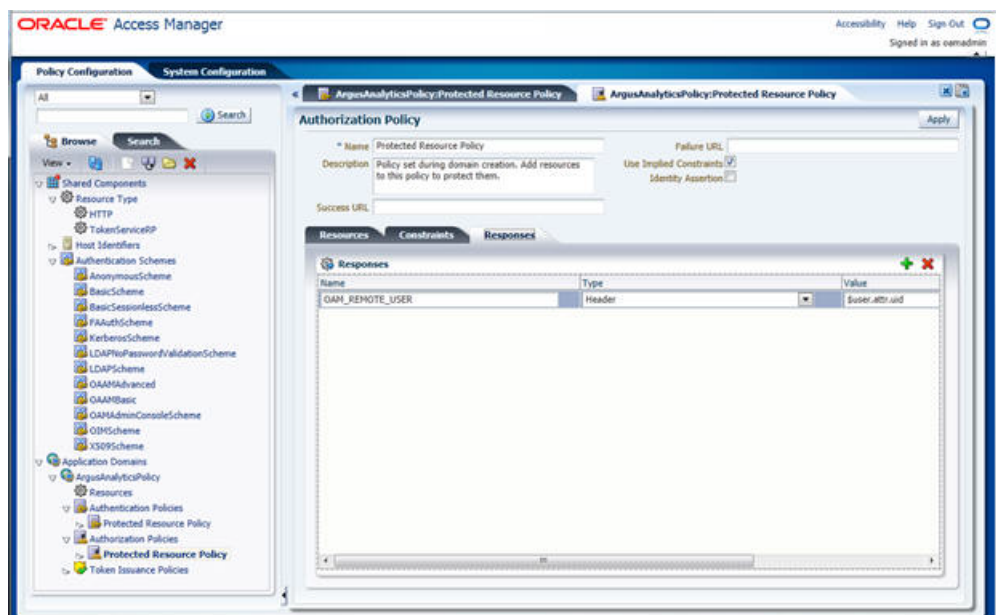 ORACLE Access Manager
Accessibility Help Sign Out
Signed in as oamadmin
Policy Configuration
System Configuration
All
Search
Browse
Search
View
Shared Components
Resource Type
HTTP
TokenServiceRP
Host Identifiers
Authentication Schemes
AnonymousScheme
BasicScheme
BasicSessionlessScheme
FAAuthScheme
KerberosScheme
LDAPNoPasswordValidationScheme
LDAPScheme
OAAMAdvanced
OAAMBasic
OAMAdminConsoleScheme
OIMScheme
X509Scheme
Application Domains
ArgusAnalyticsPolicy
Resources
Authentication Policies
Protected Resource Policy
Authorization Policies
Protected Resource Policy
Token Issuance Policies
ArgusAnalyticsPolicy:Protected Resource Policy
ArgusAnalyticsPolicy:Protected Resource Policy
Authorization Policy
Apply
* Name Protected Resource Policy
Description Policy set during domain creation. Add resources
to this policy to protect them.
Success URL
Failure URL
Use Implied Constraints
Identity Assertion
Resources
Constraints
Responses
Responses
Name Type Value
OAM_REMOTE_USER Header $user.attr.uid